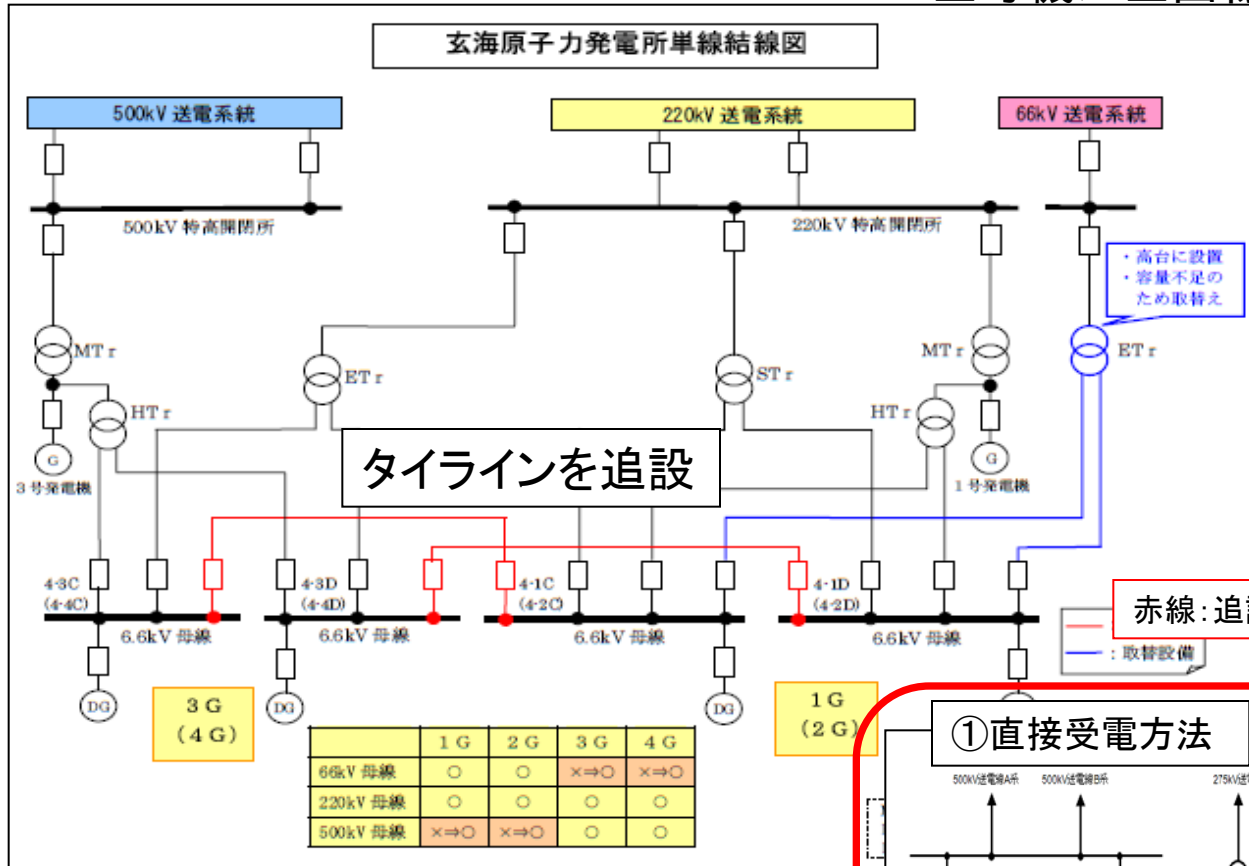 玄海原子力発電所単線結線図
500kV 送電系統
220kV 送電系統
66kV 送電系統
500kV 特高開閉所
220kV 特高開閉所
・高台に設置
・容量不足の
ため取替え
MTr
ETr
STr
MTr
ETr
HTr
HTr
G
3号発電機
G
1号発電機
タイラインを追設
4-3C
(4-4C)
4-3D
(4-4D)
4-1C
(4-2C)
4-1D
(4-2D)
6.6kV 母線
6.6kV 母線
6.6kV 母線
6.6kV 母線
赤線：追
：取替設備
DG
DG
DG
3G
(4G)
1G
(2G)
1G 2G 3G 4G
66kV 母線 ○ ○ ×⇒○ ×⇒○
220kV 母線 ○ ○ ○ ○
500kV 母線 ×⇒○ ×⇒○ ○ ○
①直接受電方法
500kV送電線A系
500kV送電線B系
275kV送